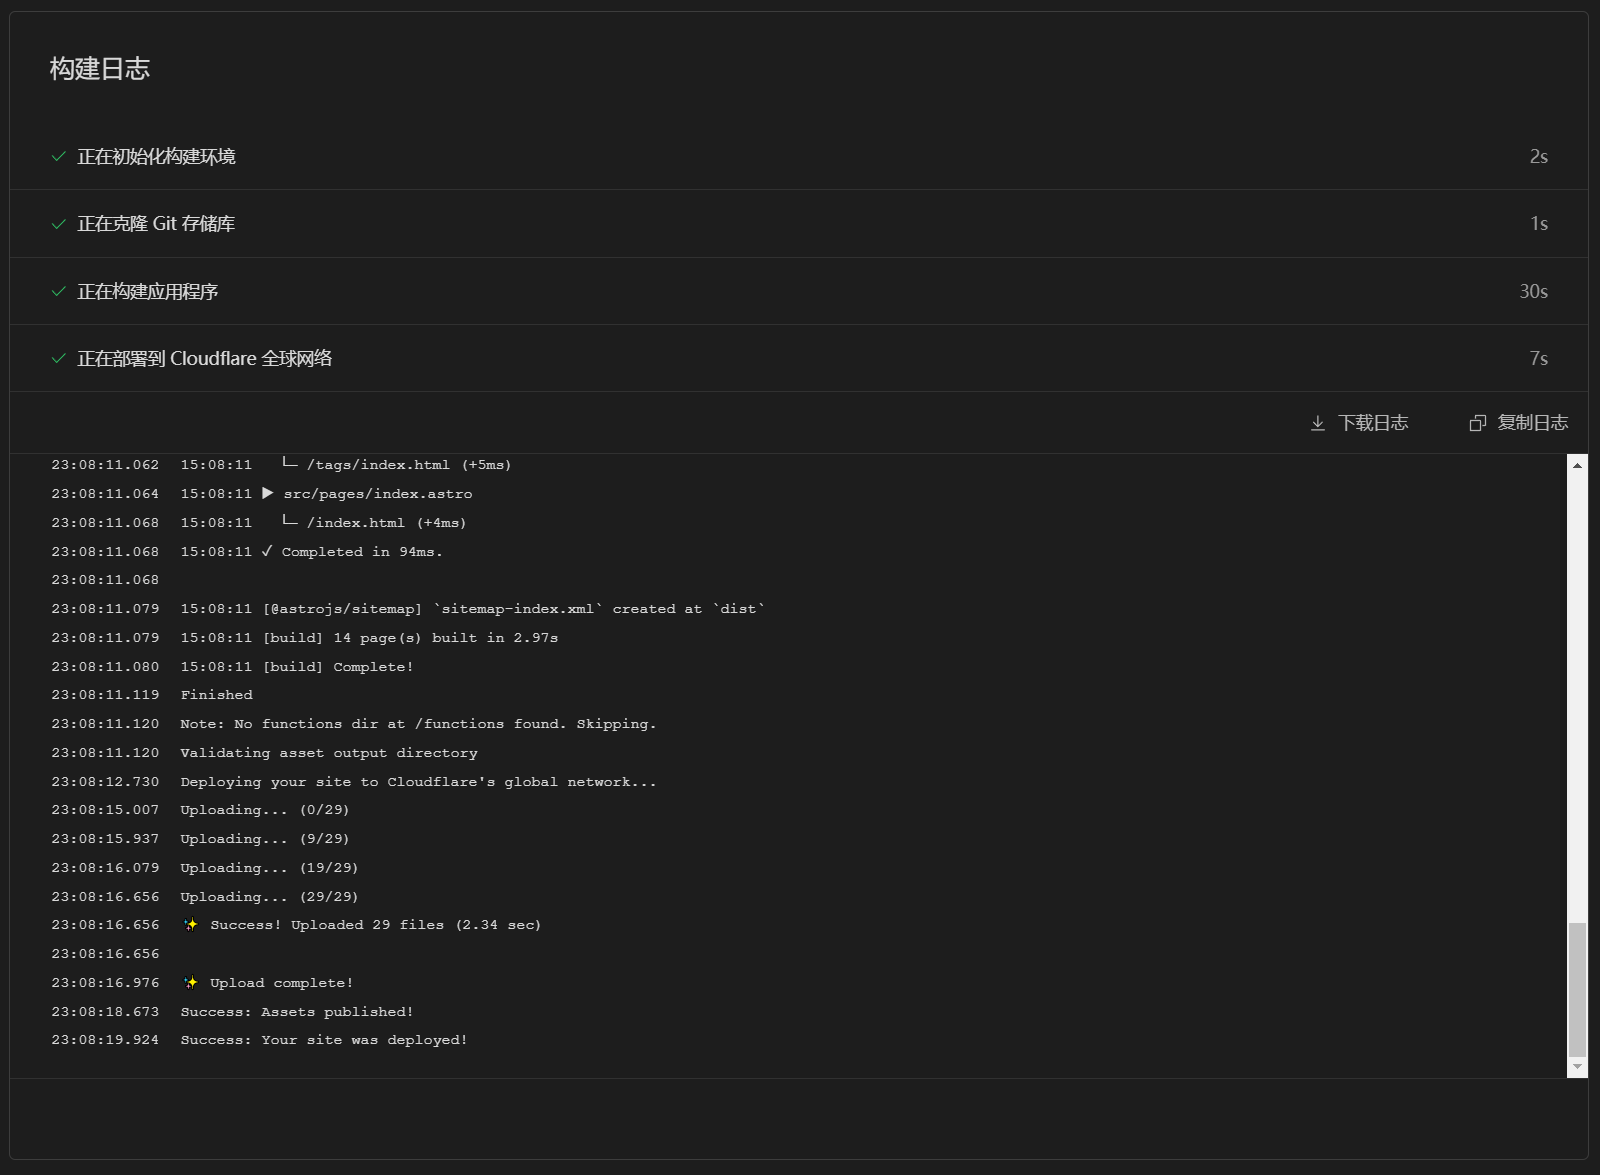 构建日志
正在初始化构建环境 2s
正在克隆 Git 存储库 1s
正在构建应用程序 30s
正在部署到 Cloudflare 全球网络 7s
下载日志 复制日志
23:08:11.062 15:08:11   └─ /tags/index.html (+5ms)
23:08:11.064 15:08:11 ▶ src/pages/index.astro
23:08:11.068 15:08:11   └─ /index.html (+4ms)
23:08:11.068 15:08:11 ✓ Completed in 94ms.
23:08:11.068
23:08:11.079 15:08:11 [@astrojs/sitemap] `sitemap-index.xml` created at `dist`
23:08:11.079 15:08:11 [build] 14 page(s) built in 2.97s
23:08:11.080 15:08:11 [build] Complete!
23:08:11.119 Finished
23:08:11.120 Note: No functions dir at /functions found. Skipping.
23:08:11.120 Validating asset output directory
23:08:12.730 Deploying your site to Cloudflare's global network...
23:08:15.007 Uploading... (0/29)
23:08:15.937 Uploading... (9/29)
23:08:16.079 Uploading... (19/29)
23:08:16.656 Uploading... (29/29)
23:08:16.656 ✨ Success! Uploaded 29 files (2.34 sec)
23:08:16.656
23:08:16.976 ✨ Upload complete!
23:08:18.673 Success: Assets published!
23:08:19.924 Success: Your site was deployed!